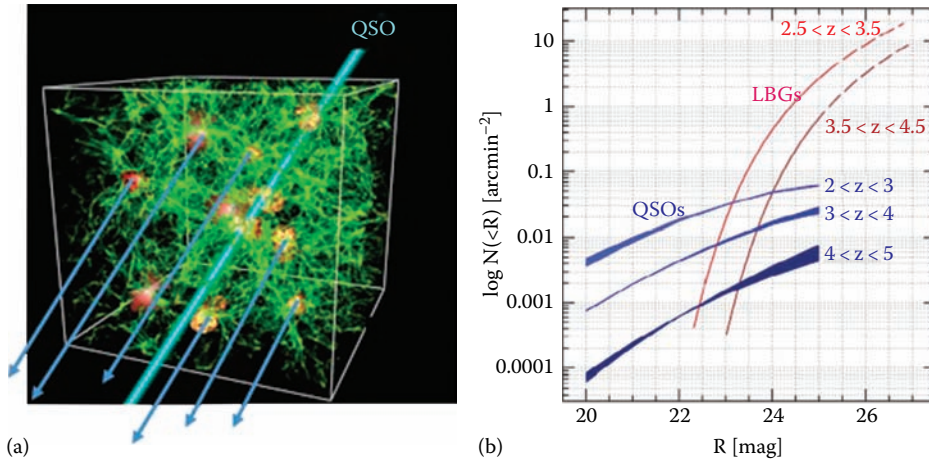 QSO
(a)
10
1
0.1
0.01
0.001
0.0001
log N(<R) [arcmin⁻²]
2.5 < z < 3.5
LBGs
3.5 < z < 4.5
2 < z < 3
QSOs
3 < z < 4
4 < z < 5
20 22 24 26
R [mag]
(b)